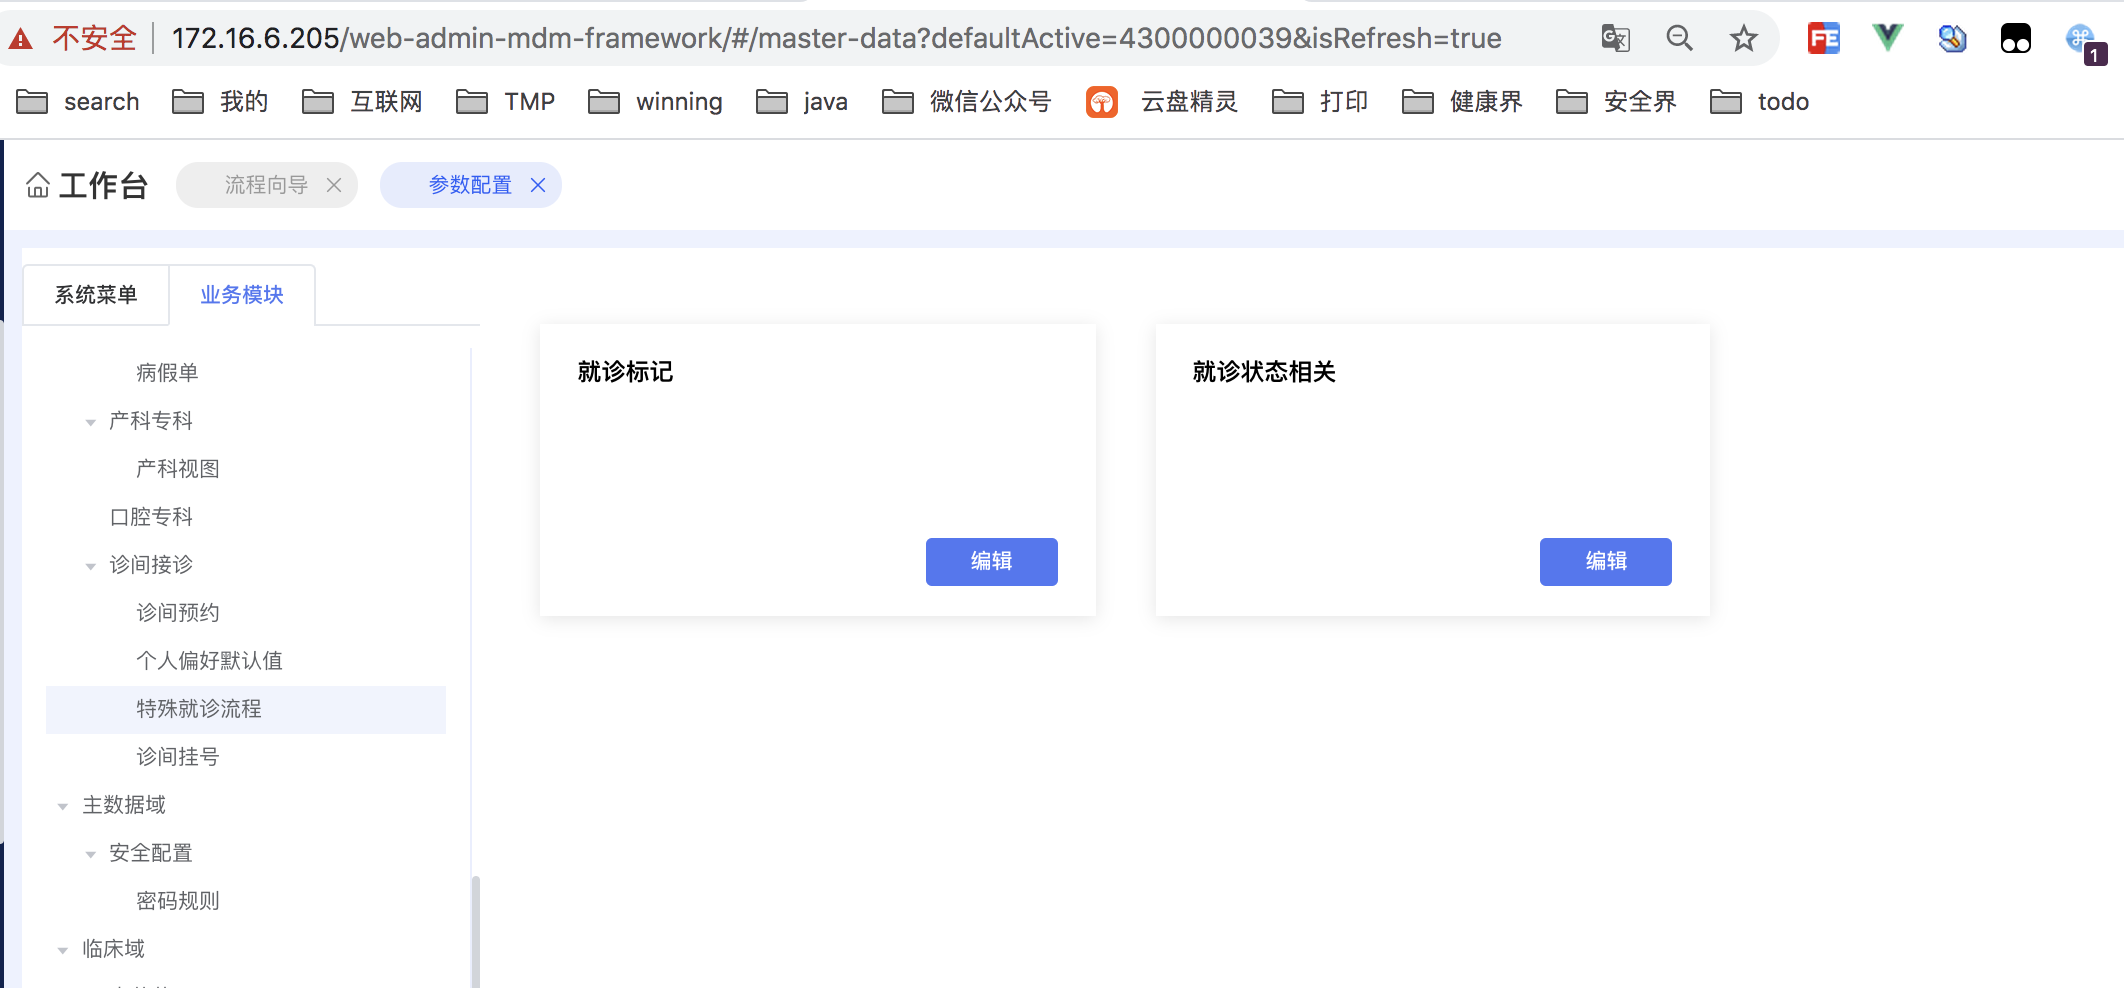 不安全 172.16.6.205/web-admin-mdm-framework/#/master-data?defaultActive=4300000039&isRefresh=true
FE
1
search 我的 互联网 TMP winning java 微信公众号 云盘精灵 打印 健康界 安全界 todo
工作台 流程向导 参数配置
系统菜单 业务模块
病假单
产科专科
产科视图
口腔专科
诊间接诊
诊间预约
个人偏好默认值
特殊就诊流程
诊间挂号
主数据域
安全配置
密码规则
临床域
就诊标记
编辑
就诊状态相关
编辑